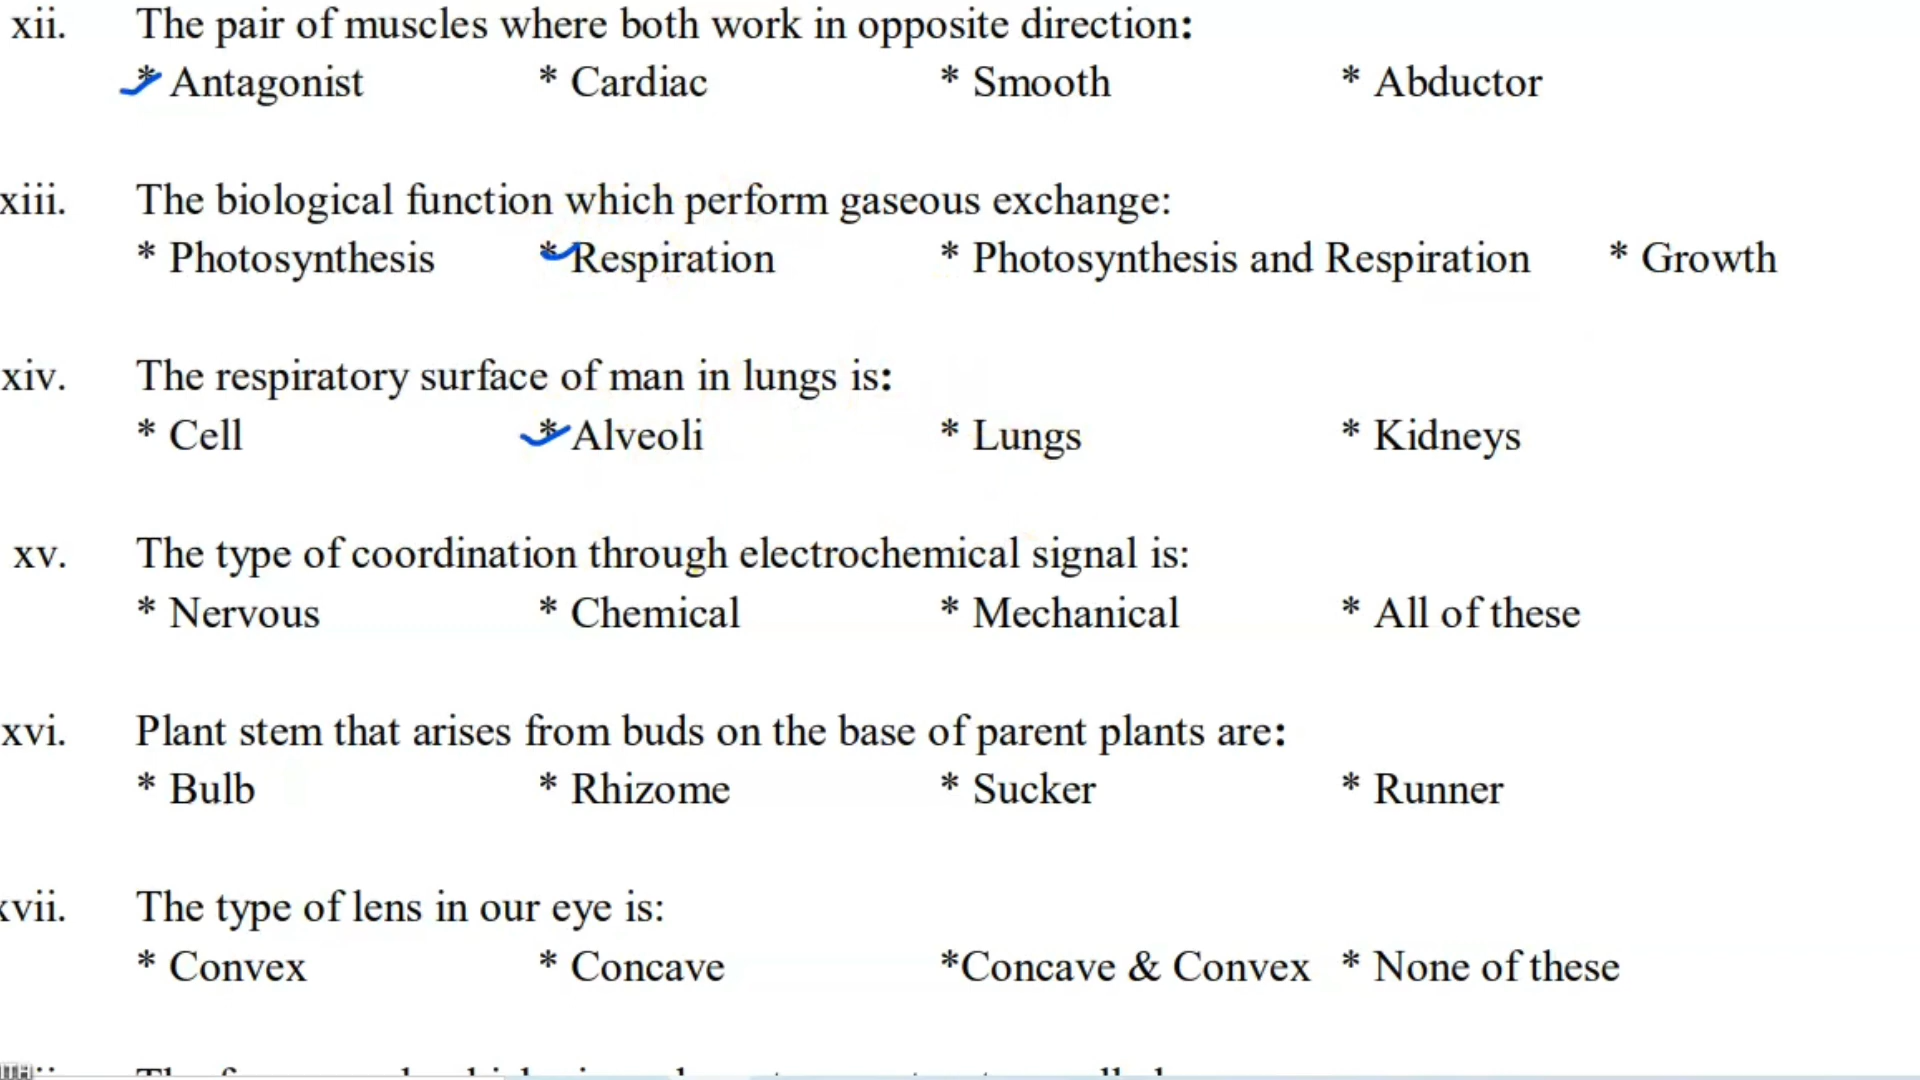 xii. The pair of muscles where both work in opposite direction:
* Antagonist * Cardiac * Smooth * Abductor
xiii. The biological function which perform gaseous exchange:
* Photosynthesis * Respiration * Photosynthesis and Respiration * Growth
xiv. The respiratory surface of man in lungs is:
* Cell * Alveoli * Lungs * Kidneys
xv. The type of coordination through electrochemical signal is:
* Nervous * Chemical * Mechanical * All of these
xvi. Plant stem that arises from buds on the base of parent plants are:
* Bulb * Rhizome * Sucker * Runner
xvii. The type of lens in our eye is:
* Convex * Concave *Concave & Convex * None of these